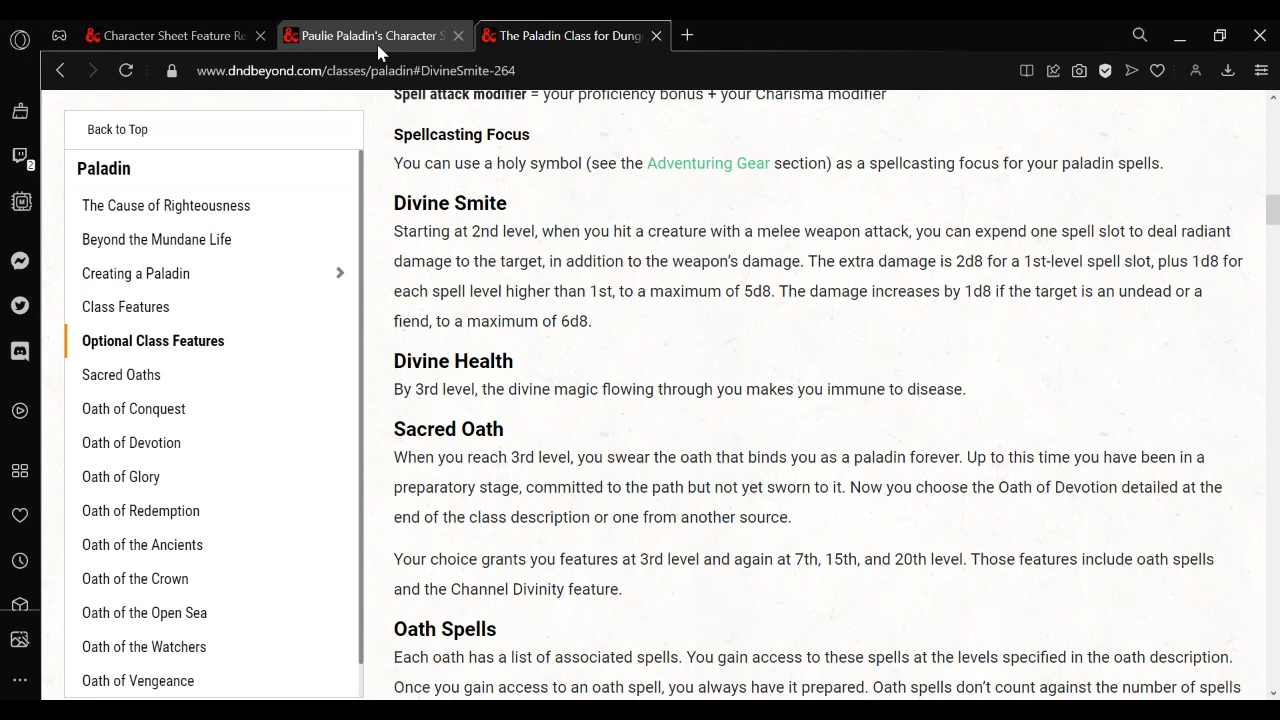 Character Sheet Feature Re
Paulie Paladin's Character S
The Paladin Class for Dung
www.dndbeyond.com/classes/paladin#DivineSmite-264
2
Back to Top
Paladin
The Cause of Righteousness
Beyond the Mundane Life
Creating a Paladin
Class Features
Optional Class Features
Sacred Oaths
Oath of Conquest
Oath of Devotion
Oath of Glory
Oath of Redemption
Oath of the Ancients
Oath of the Crown
Oath of the Open Sea
Oath of the Watchers
Oath of Vengeance
Spell attack modifier = your proficiency bonus + your Charisma modifier
Spellcasting Focus
You can use a holy symbol (see the Adventuring Gear section) as a spellcasting focus for your paladin spells.
Divine Smite
Starting at 2nd level, when you hit a creature with a melee weapon attack, you can expend one spell slot to deal radiant
damage to the target, in addition to the weapon's damage. The extra damage is 2d8 for a 1st-level spell slot, plus 1d8 for
each spell level higher than 1st, to a maximum of 5d8. The damage increases by 1d8 if the target is an undead or a
fiend, to a maximum of 6d8.
Divine Health
By 3rd level, the divine magic flowing through you makes you immune to disease.
Sacred Oath
When you reach 3rd level, you swear the oath that binds you as a paladin forever. Up to this time you have been in a
preparatory stage, committed to the path but not yet sworn to it. Now you choose the Oath of Devotion detailed at the
end of the class description or one from another source.
Your choice grants you features at 3rd level and again at 7th, 15th, and 20th level. Those features include oath spells
and the Channel Divinity feature.
Oath Spells
Each oath has a list of associated spells. You gain access to these spells at the levels specified in the oath description.
Once you gain access to an oath spell, you always have it prepared. Oath spells don't count against the number of spells